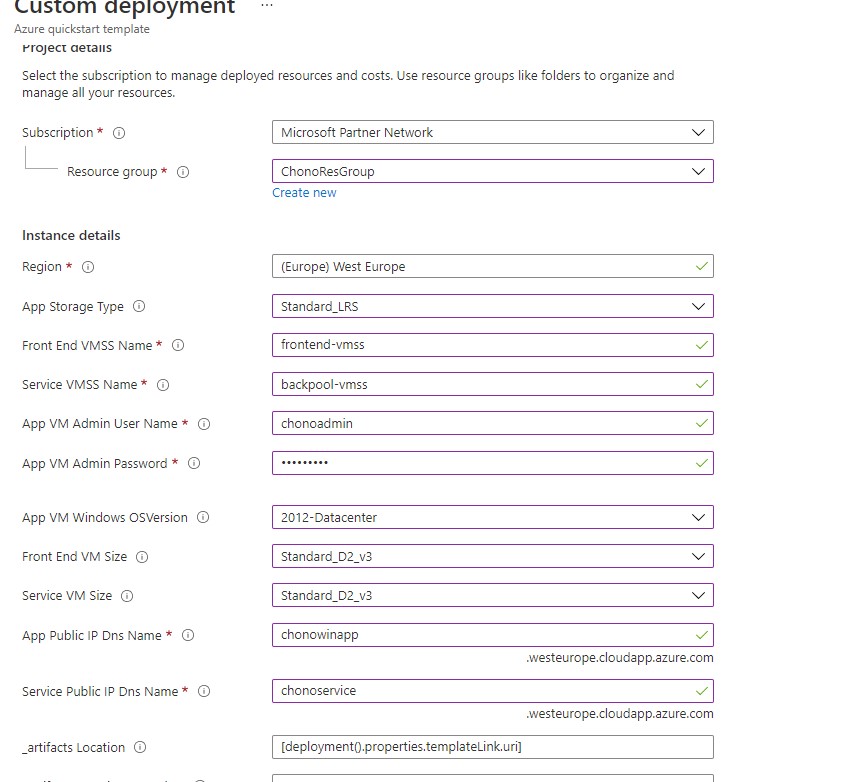 Custom deployment ...
Azure quickstart template
Project details
Select the subscription to manage deployed resources and costs. Use resource groups like folders to organize and
manage all your resources.
Subscription * Microsoft Partner Network
Resource group * ChonoResGroup
Create new
Instance details
Region * (Europe) West Europe
App Storage Type Standard_LRS
Front End VMSS Name * frontend-vmss
Service VMSS Name * backpool-vmss
App VM Admin User Name * chonoadmin
App VM Admin Password * •••••••••
App VM Windows OSVersion 2012-Datacenter
Front End VM Size Standard_D2_v3
Service VM Size Standard_D2_v3
App Public IP Dns Name * chonowinapp
.westeurope.cloudapp.azure.com
Service Public IP Dns Name * chonoservice
.westeurope.cloudapp.azure.com
_artifacts Location [deployment().properties.templateLink.uri]